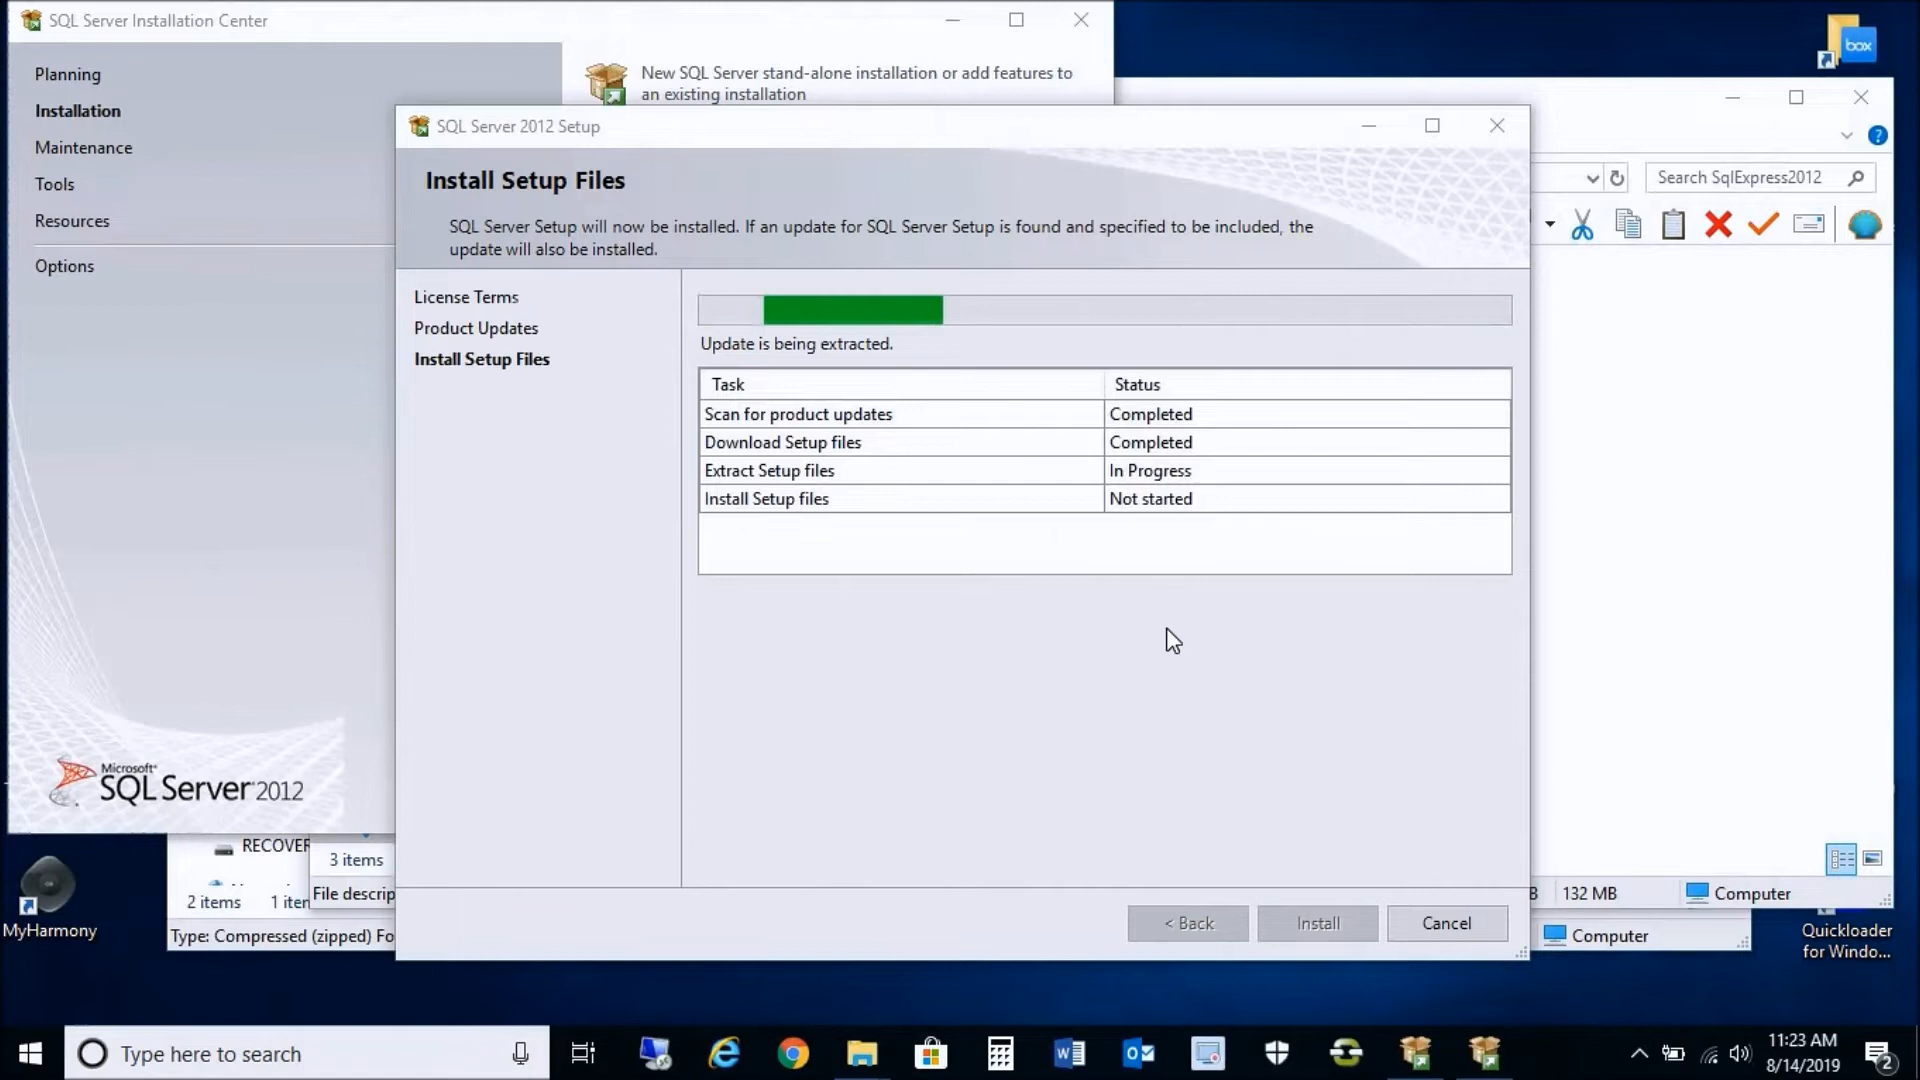 SQL Server Installation Center
Planning
Installation
Maintenance
Tools
Resources
Options
New SQL Server stand-alone installation or add features to
an existing installation
box
SQL Server 2012 Setup
Install Setup Files
SQL Server Setup will now be installed. If an update for SQL Server Setup is found and specified to be included, the
update will also be installed.
License Terms
Product Updates
Install Setup Files
Update is being extracted.
Task Status
Scan for product updates Completed
Download Setup files Completed
Extract Setup files In Progress
Install Setup files Not started
< Back Install Cancel
Search SqlExpress2012
Microsoft
SQL Server 2012
RECOVER
3 items
2 items
File descrip
Type: Compressed (zipped) Fo
132 MB
Computer
Computer
MyHarmony
Quickloader
for Windo...
Type here to search
11:23 AM
8/14/2019
2